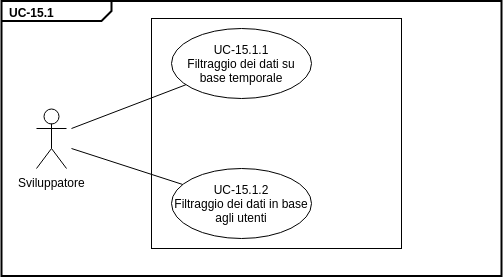 UC-15.1
UC-15.1.1
Filtraggio dei dati su
base temporale
Sviluppatore
UC-15.1.2
Filtraggio dei dati in base
agli utenti